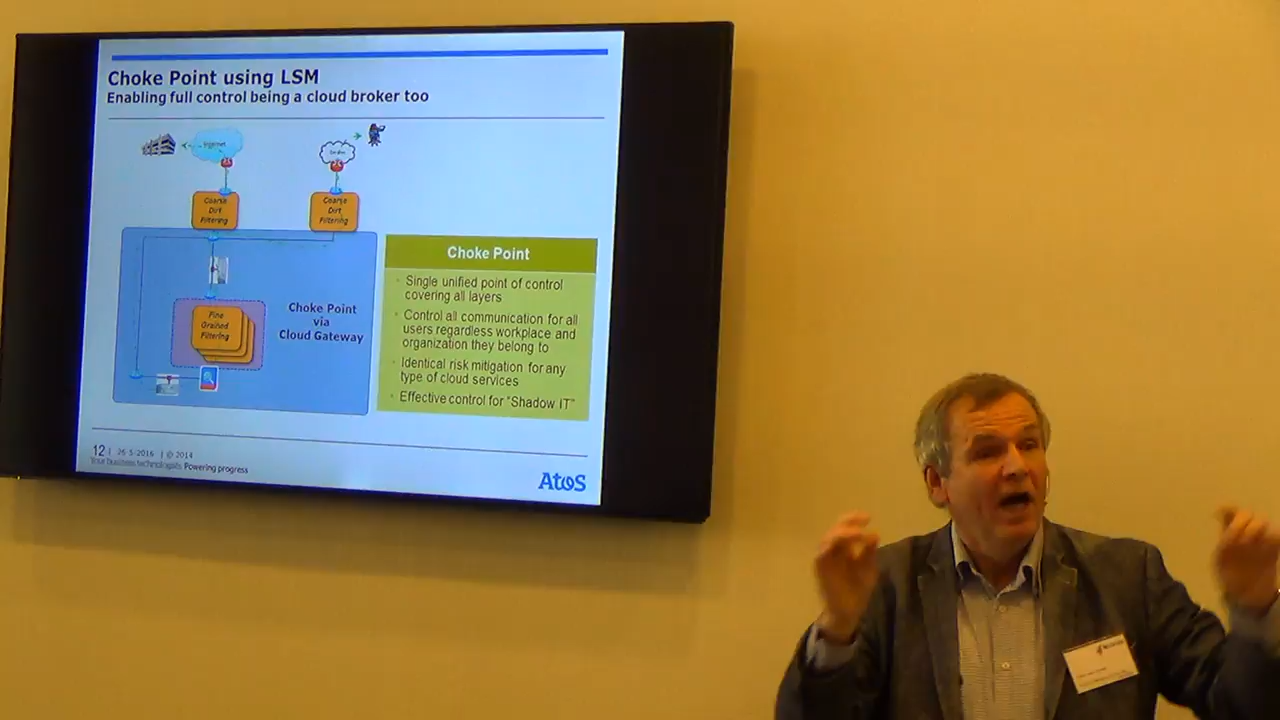 Choke Point using LSM
Enabling full control being a cloud broker too
Internet
Coarse
Dirt
Filtering
Coarse
Dirt
Filtering
Fine
Grained
Filtering
Choke Point
via
Cloud Gateway
Choke Point
Single unified point of control
covering all layers
Control all communication for all
users regardless workplace and
organization they belong to
Identical risk mitigation for any
type of cloud services
Effective control for "Shadow IT"
12 | 26-5-2016 | @ 2014
Your business technologists. Powering progress
Atos